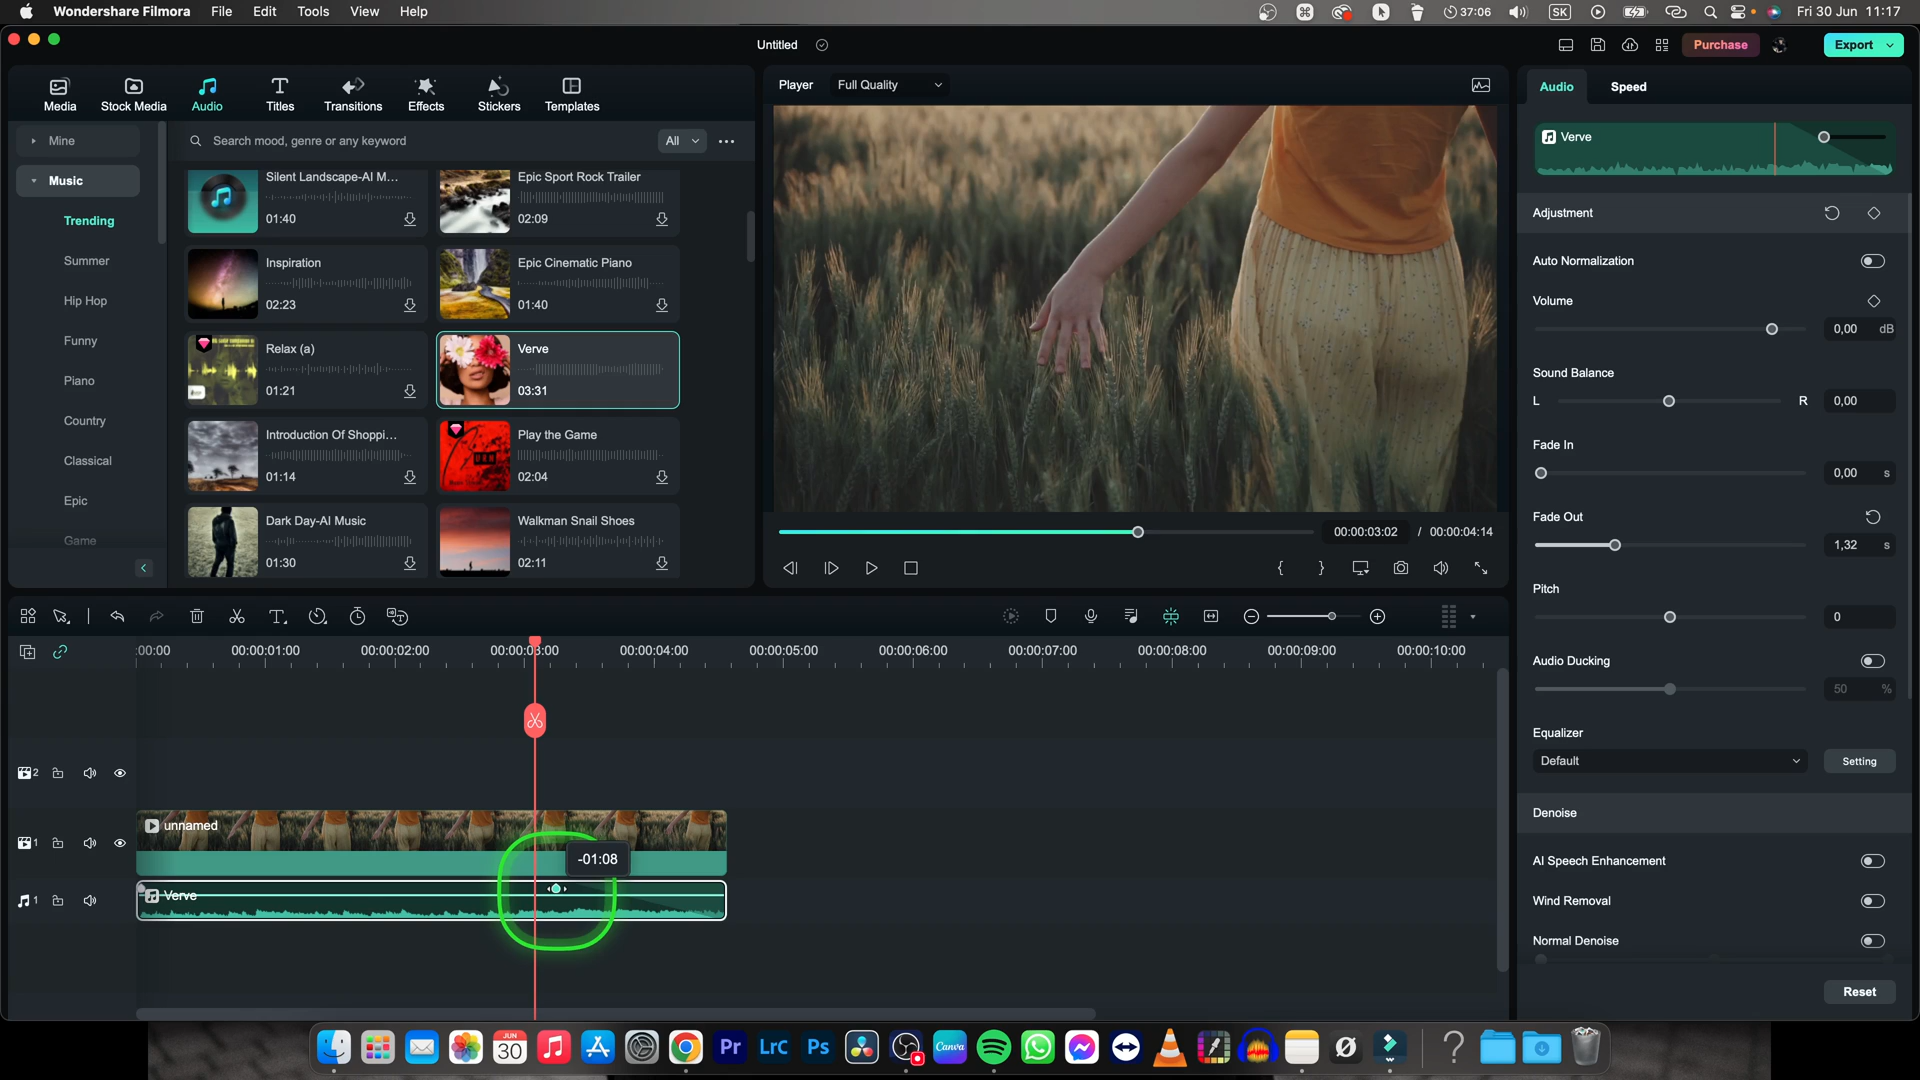 Wondershare Filmora File Edit Tools View Help
37:06 SK Fri 30 Jun 11:17
Untitled
Purchase Export
Media Stock Media Audio Titles Transitions Effects Stickers Templates
Mine
Music
Trending
Summer
Hip Hop
Funny
Piano
Country
Classical
Epic
Game
Search mood, genre or any keyword All
Silent Landscape-AI M...
01:40
Epic Sport Rock Trailer
02:09
Inspiration
02:23
Epic Cinematic Piano
01:40
Relax (a)
01:21
Verve
03:31
Introduction Of Shoppi...
01:14
Play the Game
02:04
Dark Day-AI Music
01:30
Walkman Snail Shoes
02:11
Player Full Quality
00:00:03:02 / 00:00:04:14
Audio Speed
Verve
Adjustment
Auto Normalization
Volume
0,00 dB
Sound Balance
L R 0,00
Fade In
0,00 s
Fade Out
1,32 s
Pitch
0
Audio Ducking
50 %
Equalizer
Default Setting
Denoise
AI Speech Enhancement
Wind Removal
Normal Denoise
Reset
:00:00 00:00:01:00 00:00:02:00 00:00:03:00 00:00:04:00 00:00:05:00 00:00:06:00 00:00:07:00 00:00:08:00 00:00:09:00 00:00:10:00
2
1 unnamed
-01:08
1 Verve
JUN
30
Pr LrC Ps Canva